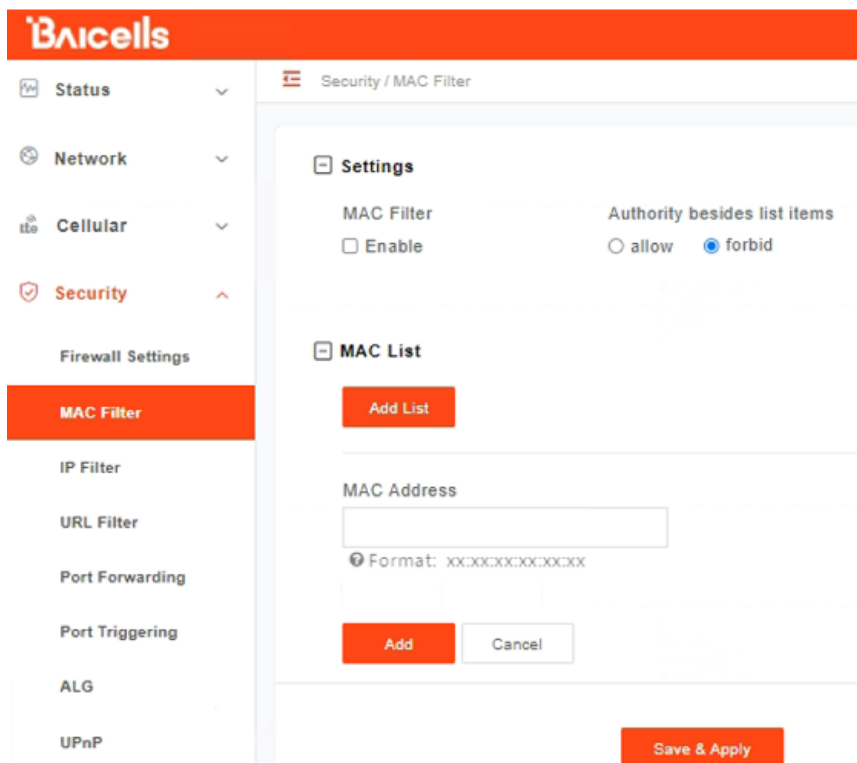 Baicells
Status
Network
Cellular
Security
Firewall Settings
MAC Filter
IP Filter
URL Filter
Port Forwarding
Port Triggering
ALG
UPnP
Security / MAC Filter
Settings
MAC Filter
Enable
Authority besides list items
allow forbid
MAC List
Add List
MAC Address
Format: xx:xx:xx:xx:xx:xx
Add Cancel
Save & Apply